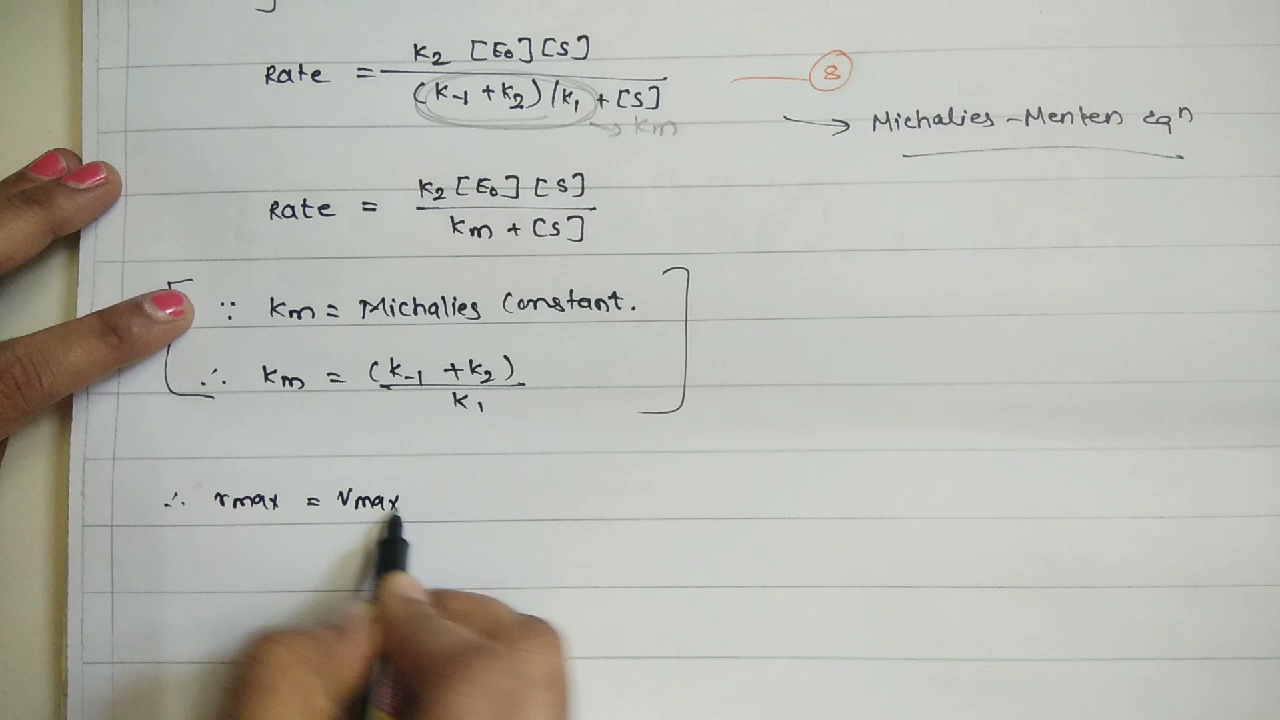 Rate = k2 [E0] [S] / (k-1 + k2) / k1 + [S] 8
→ km
→ Michalies - Menten eqn
Rate = k2 [E0] [S] / km + [S]
∵ km = Michalies Constant.
∴ km = (k-1 + k2) / k1
∴ rmax = Vmax